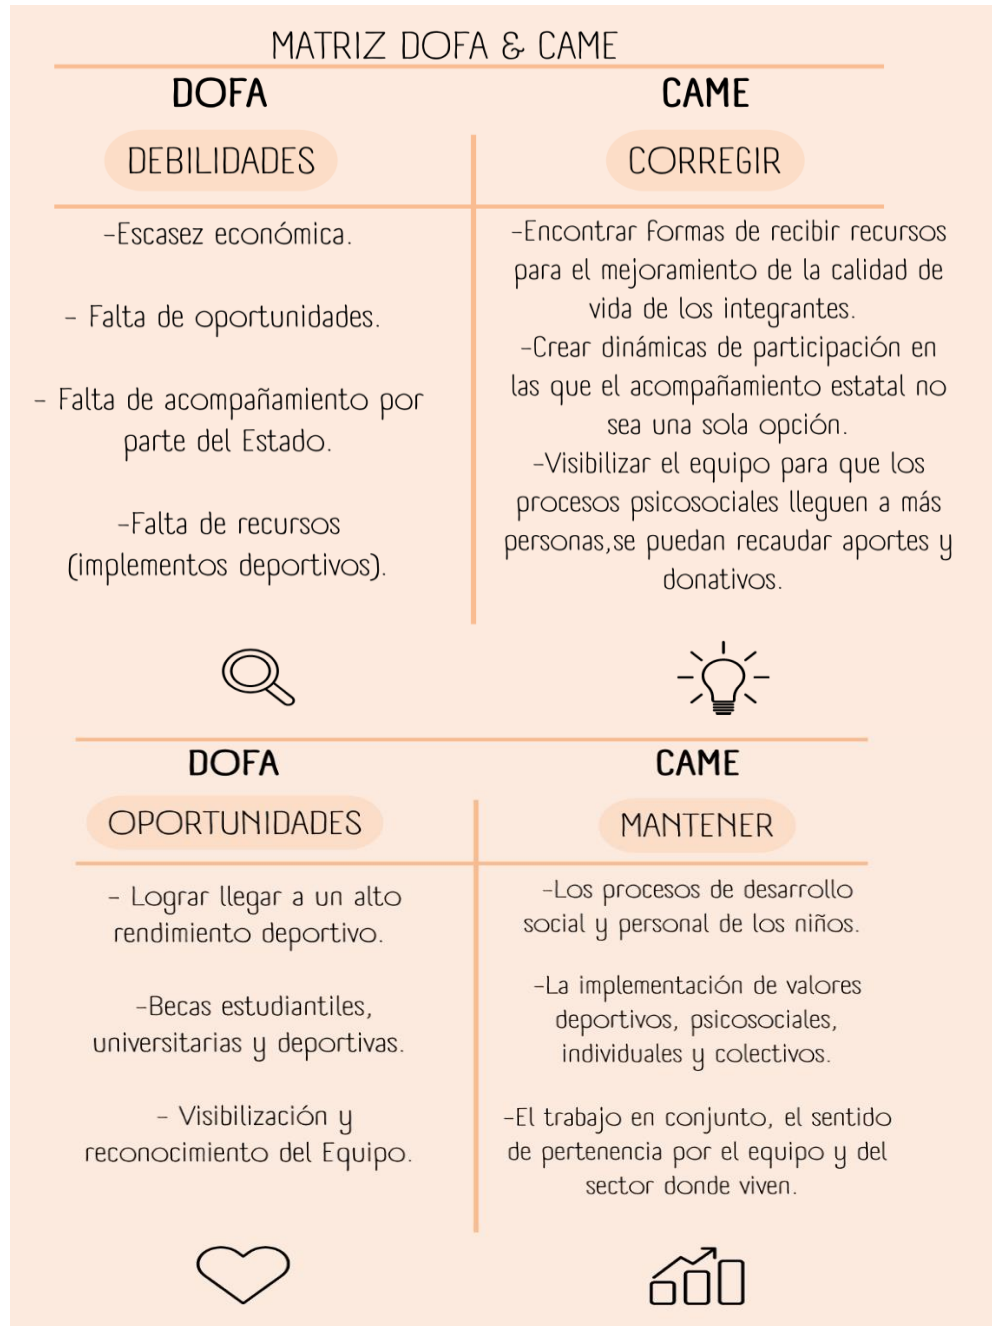 MATRIZ DOFA & CAME
DOFA
DEBILIDADES
-Escasez económica.
- Falta de oportunidades.
- Falta de acompañamiento por
parte del Estado.
-Falta de recursos
(implementos deportivos).
CAME
CORREGIR
-Encontrar formas de recibir recursos
para el mejoramiento de la calidad de
vida de los integrantes.
-Crear dinámicas de participación en
las que el acompañamiento estatal no
sea una sola opción.
-Visibilizar el equipo para que los
procesos psicosociales lleguen a más
personas,se puedan recaudar aportes y
donativos.
DOFA
OPORTUNIDADES
- Lograr llegar a un alto
rendimiento deportivo.
-Becas estudiantiles,
universitarias y deportivas.
- Visibilización y
reconocimiento del Equipo.
CAME
MANTENER
-Los procesos de desarrollo
social y personal de los niños.
-La implementación de valores
deportivos, psicosociales,
individuales y colectivos.
-El trabajo en conjunto, el sentido
de pertenencia por el equipo y del
sector donde viven.